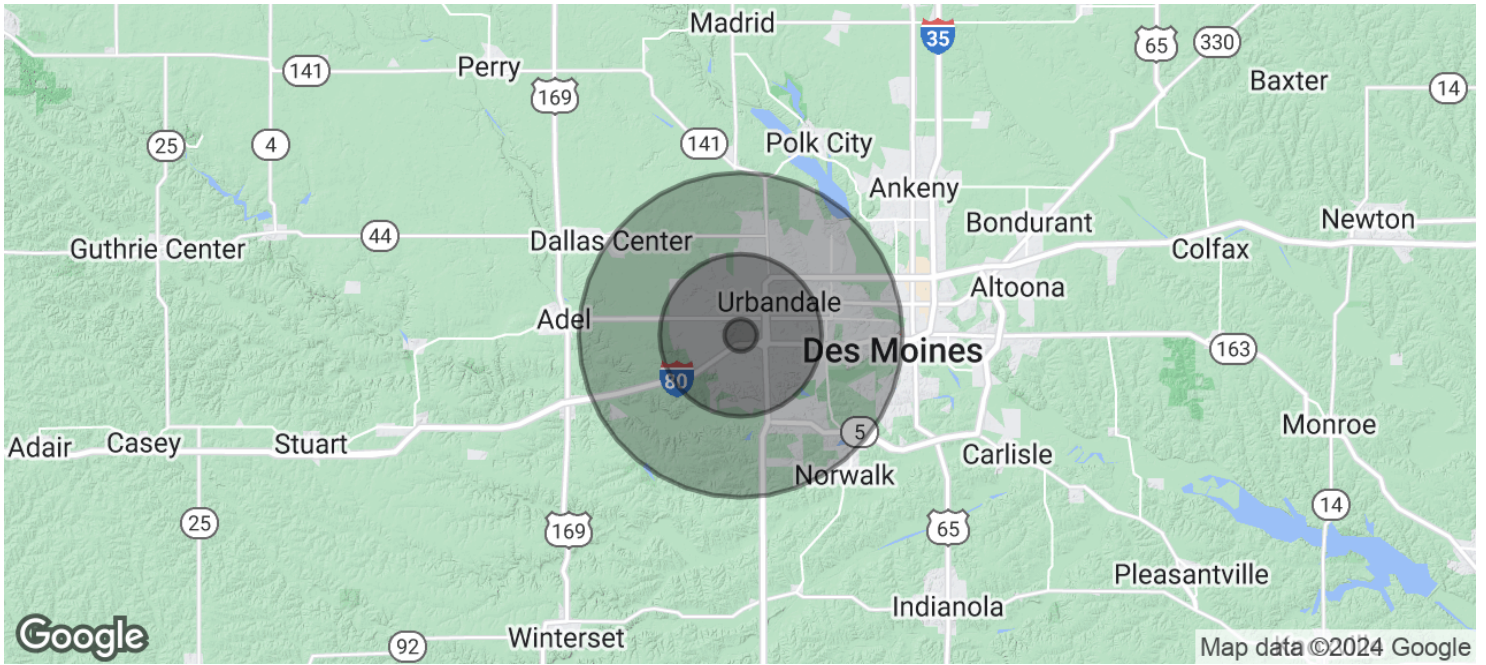 Madrid
35
65
330
Perry
141
169
Baxter
14
25
4
141
Polk City
Ankeny
Bondurant
Newton
44
Dallas Center
Guthrie Center
Colfax
Altoona
Urbandale
Adel
Des Moines
163
80
Adair
Casey
Stuart
5
Monroe
Norwalk
Carlisle
25
169
65
14
Pleasantville
Indianola
Winterset
92
Google
Map data ©2024 Google